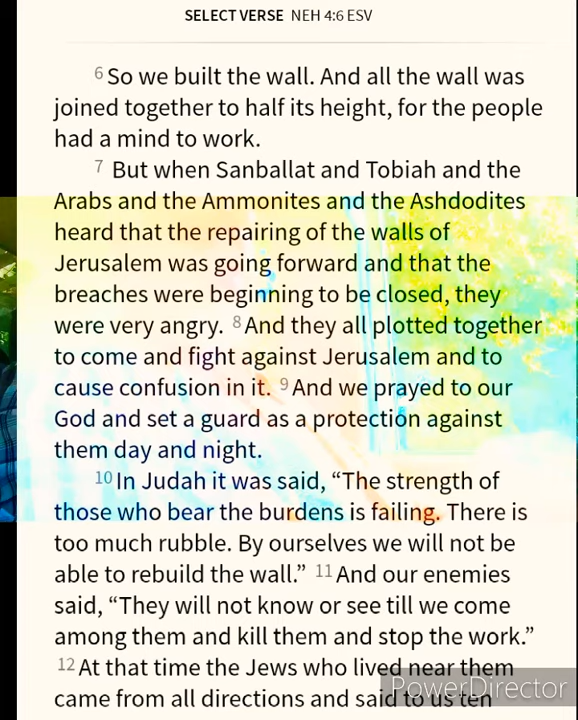 SELECT VERSE NEH 4:6 ESV
6 So we built the wall. And all the wall was
joined together to half its height, for the people
had a mind to work.
7 But when Sanballat and Tobiah and the
Arabs and the Ammonites and the Ashdodites
heard that the repairing of the walls of
Jerusalem was going forward and that the
breaches were beginning to be closed, they
were very angry. 8 And they all plotted together
to come and fight against Jerusalem and to
cause confusion in it. 9 And we prayed to our
God and set a guard as a protection against
them day and night.
10 In Judah it was said, “The strength of
those who bear the burdens is failing. There is
too much rubble. By ourselves we will not be
able to rebuild the wall.” 11 And our enemies
said, “They will not know or see till we come
among them and kill them and stop the work.”
12 At that time the Jews who lived near them
came from all directions and said to us ten
PowerDirector